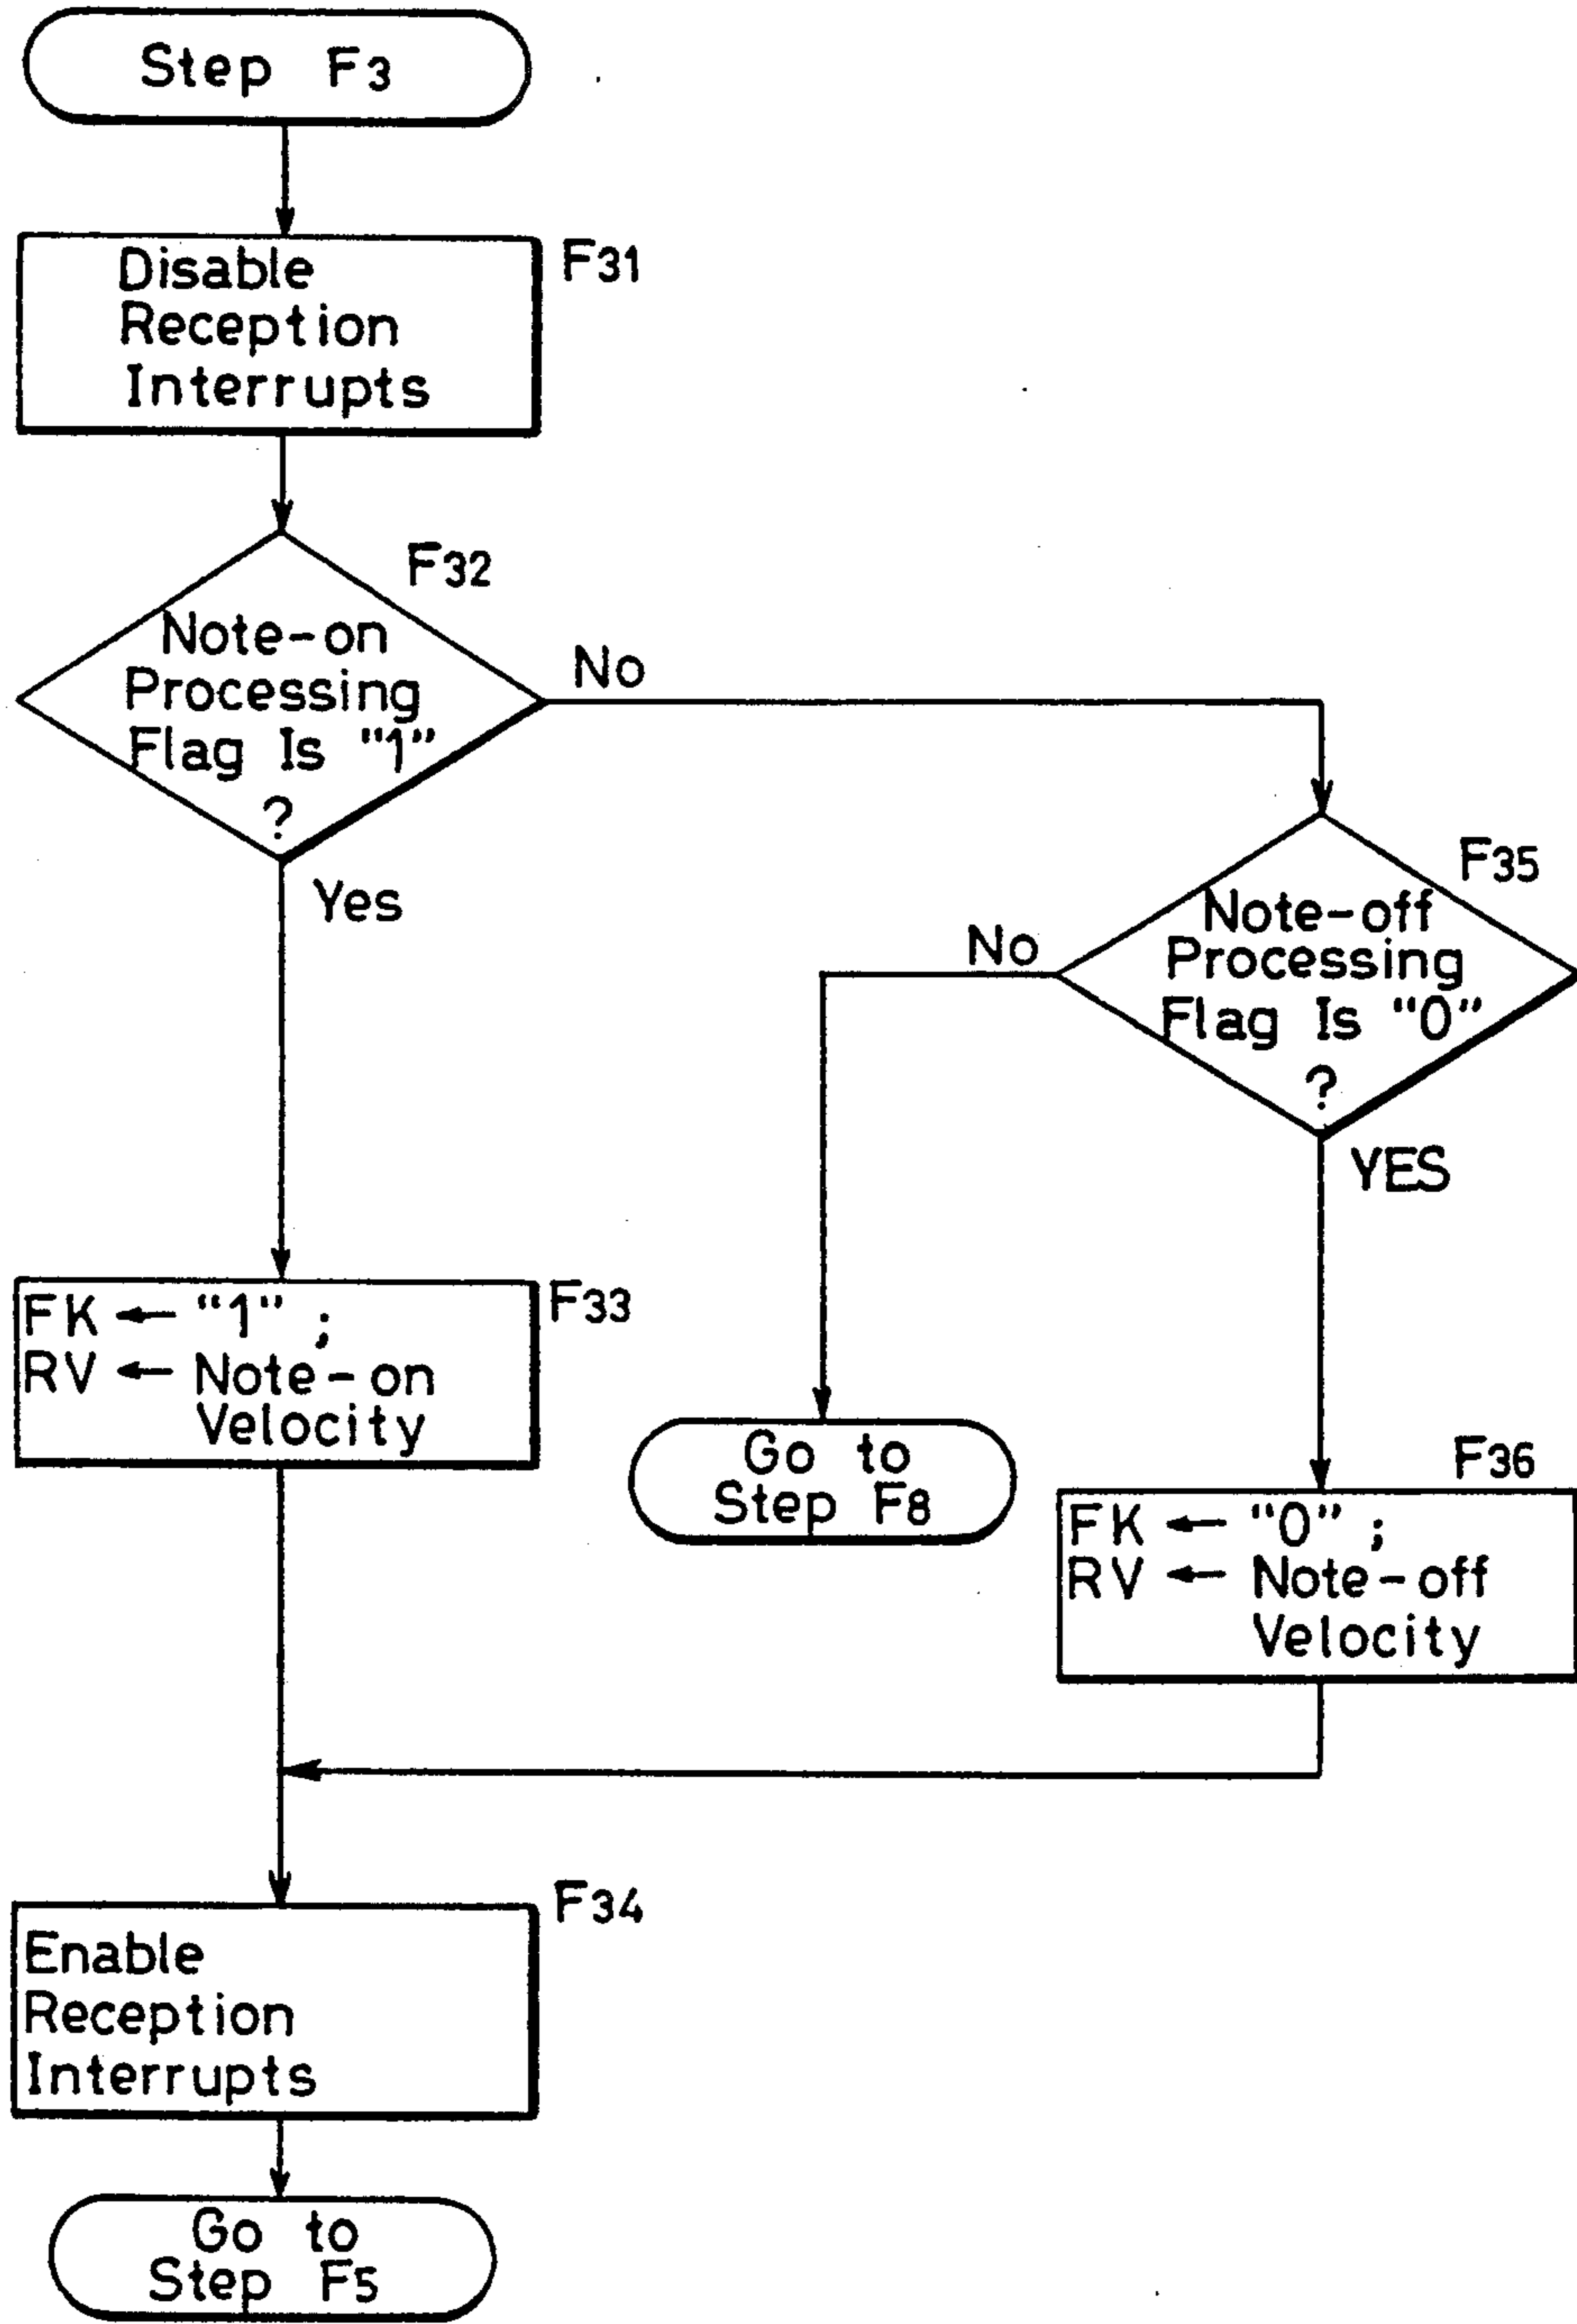 Step F3
Disable
Reception
Interrupts
F31
F32
Note-on
Processing
Flag Is "1"
?
No
Yes
F35
Note-off
Processing
Flag Is "0"
?
No
YES
FK ← "1" ;
RV ← Note-on
Velocity
F33
Go to
Step F8
F36
FK ← "0" ;
RV ← Note-off
Velocity
F34
Enable
Reception
Interrupts
Go to
Step F5